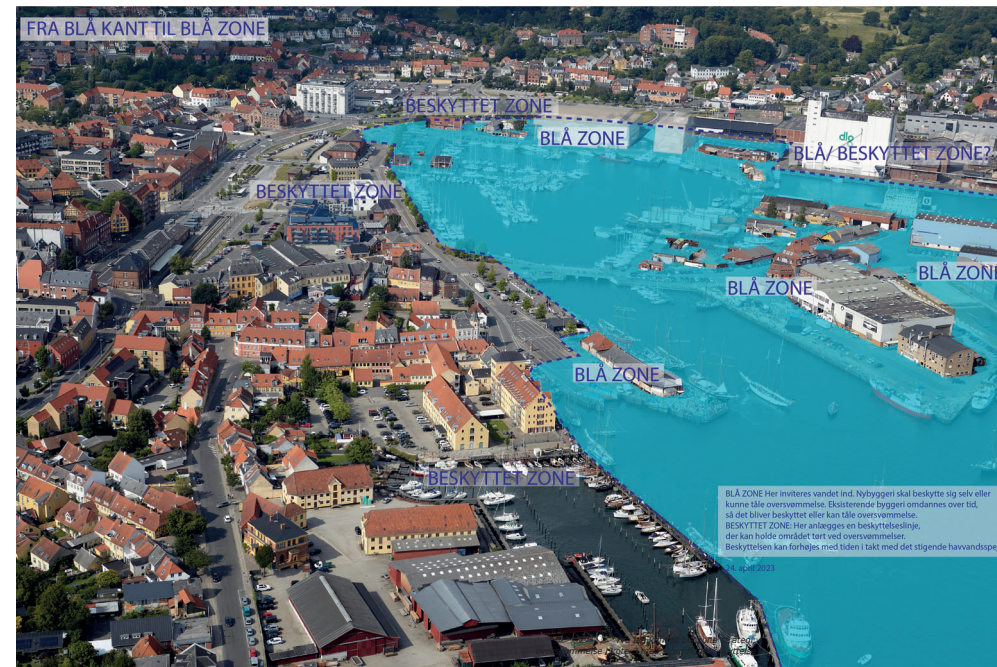 FRA BLÅ KANT TIL BLÅ ZONE
BESKYTTET ZONE
BLÅ ZONE
dlg
BLÅ/ BESKYTTET ZONE?
BESKYTTET ZONE
BLÅ ZONE
BLÅ ZONE
BLÅ ZONE
BESKYTTET ZONE
BLÅ ZONE Her inviteres vandet ind. Nybyggeri skal beskytte sig selv eller
kunne tåle oversvømmelse. Eksisterende byggeri omdannes over tid,
så det bliver beskyttet eller kan tåle oversvømmelse.
BESKYTTET ZONE: Her anlægges en beskyttelseslinje,
der kan holde området tørt ved oversvømmelser.
Beskyttelsen kan forhøjes med tiden i takt med det stigende havvandsspe
24. april 2023